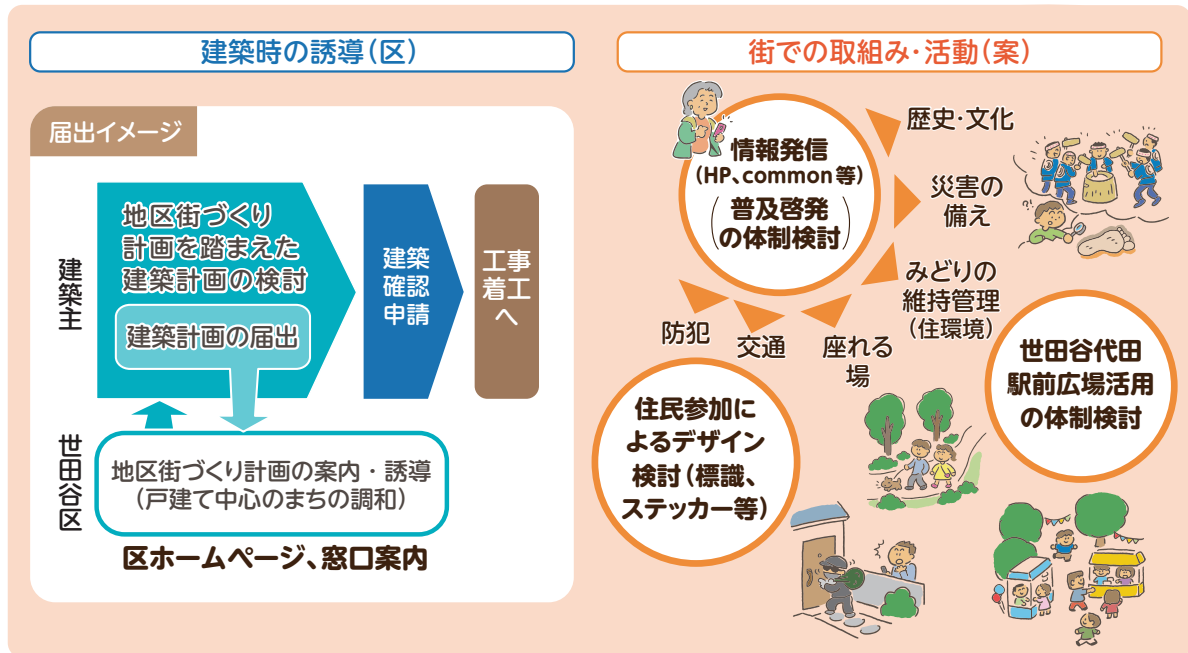 建築時の誘導(区)
届出イメージ
建築主
地区街づくり
計画を踏まえた
建築計画の検討
建築計画の届出
建築
確認
申請
工事
着工
へ
世田谷区
地区街づくり計画の案内・誘導
(戸建て中心のまちの調和)
区ホームページ、窓口案内
街での取組み・活動(案)
情報発信
(HP、common等)
(普及啓発
の体制検討)
歴史・文化
災害の
備え
みどりの
維持管理
(住環境)
座れる
場
交通
防犯
住民参加に
よるデザイン
検討(標識、
ステッカー等)
世田谷代田
駅前広場活用
の体制検討
?!